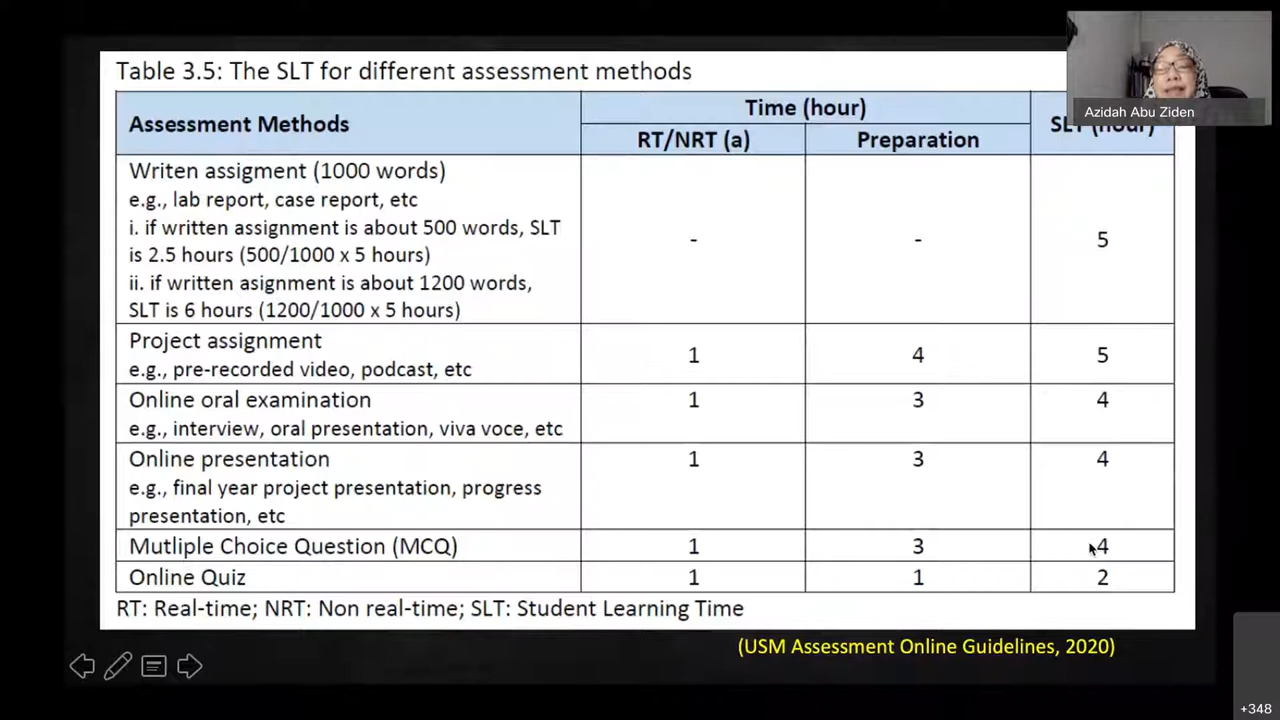 Table 3.5: The SLT for different assessment methods
Azidah Abu Ziden
Assessment Methods
Time (hour)
SLT (hour)
RT/NRT (a)
Preparation
Writen assigment (1000 words)
e.g., lab report, case report, etc
i. if written assignment is about 500 words, SLT
is 2.5 hours (500/1000 x 5 hours)
ii. if written asignment is about 1200 words,
SLT is 6 hours (1200/1000 x 5 hours)
- - 5
Project assignment
e.g., pre-recorded video, podcast, etc
1 4 5
Online oral examination
e.g., interview, oral presentation, viva voce, etc
1 3 4
Online presentation
e.g., final year project presentation, progress
presentation, etc
1 3 4
Mutliple Choice Question (MCQ) 1 3 4
Online Quiz 1 1 2
RT: Real-time; NRT: Non real-time; SLT: Student Learning Time
(USM Assessment Online Guidelines, 2020)
+348